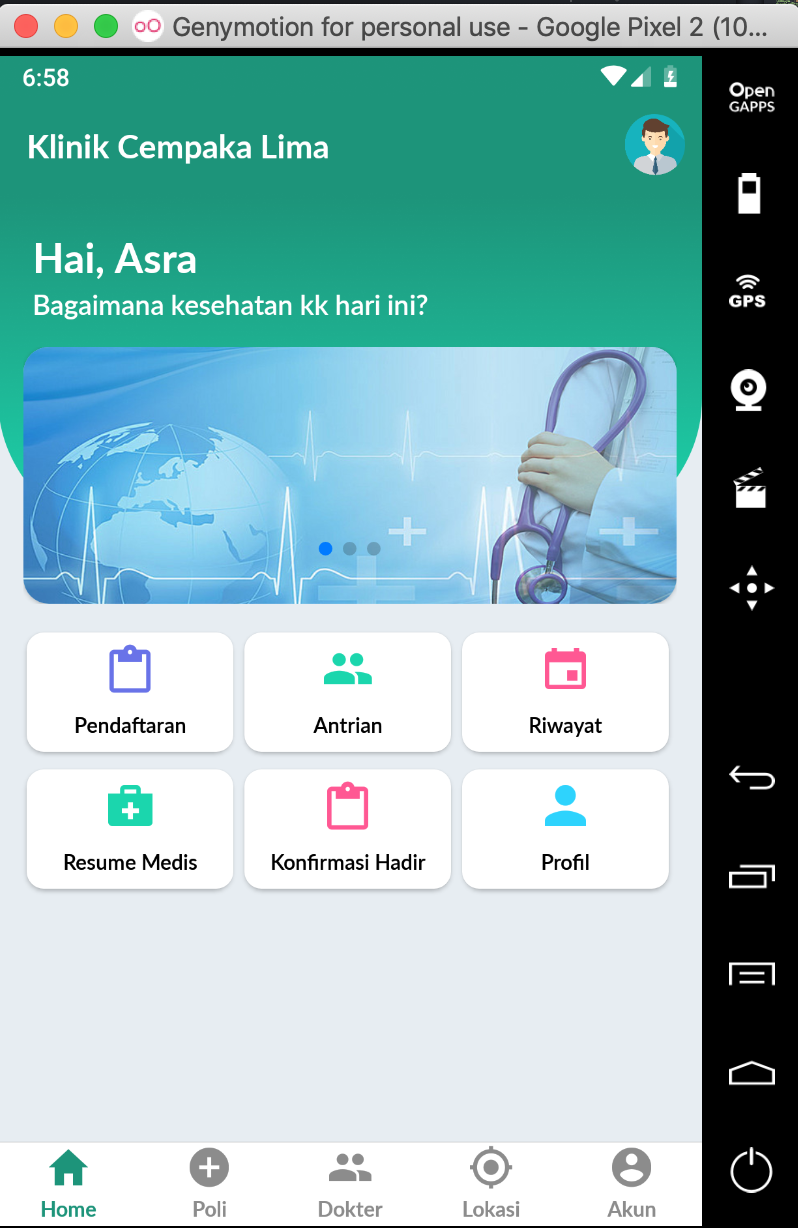 Genymotion for personal use - Google Pixel 2 (10...
6:58
Open
GAPPS
Klinik Cempaka Lima
GPS
Hai, Asra
Bagaimana kesehatan kk hari ini?
Pendaftaran
Antrian
Riwayat
Resume Medis
Konfirmasi Hadir
Profil
Home
Poli
Dokter
Lokasi
Akun